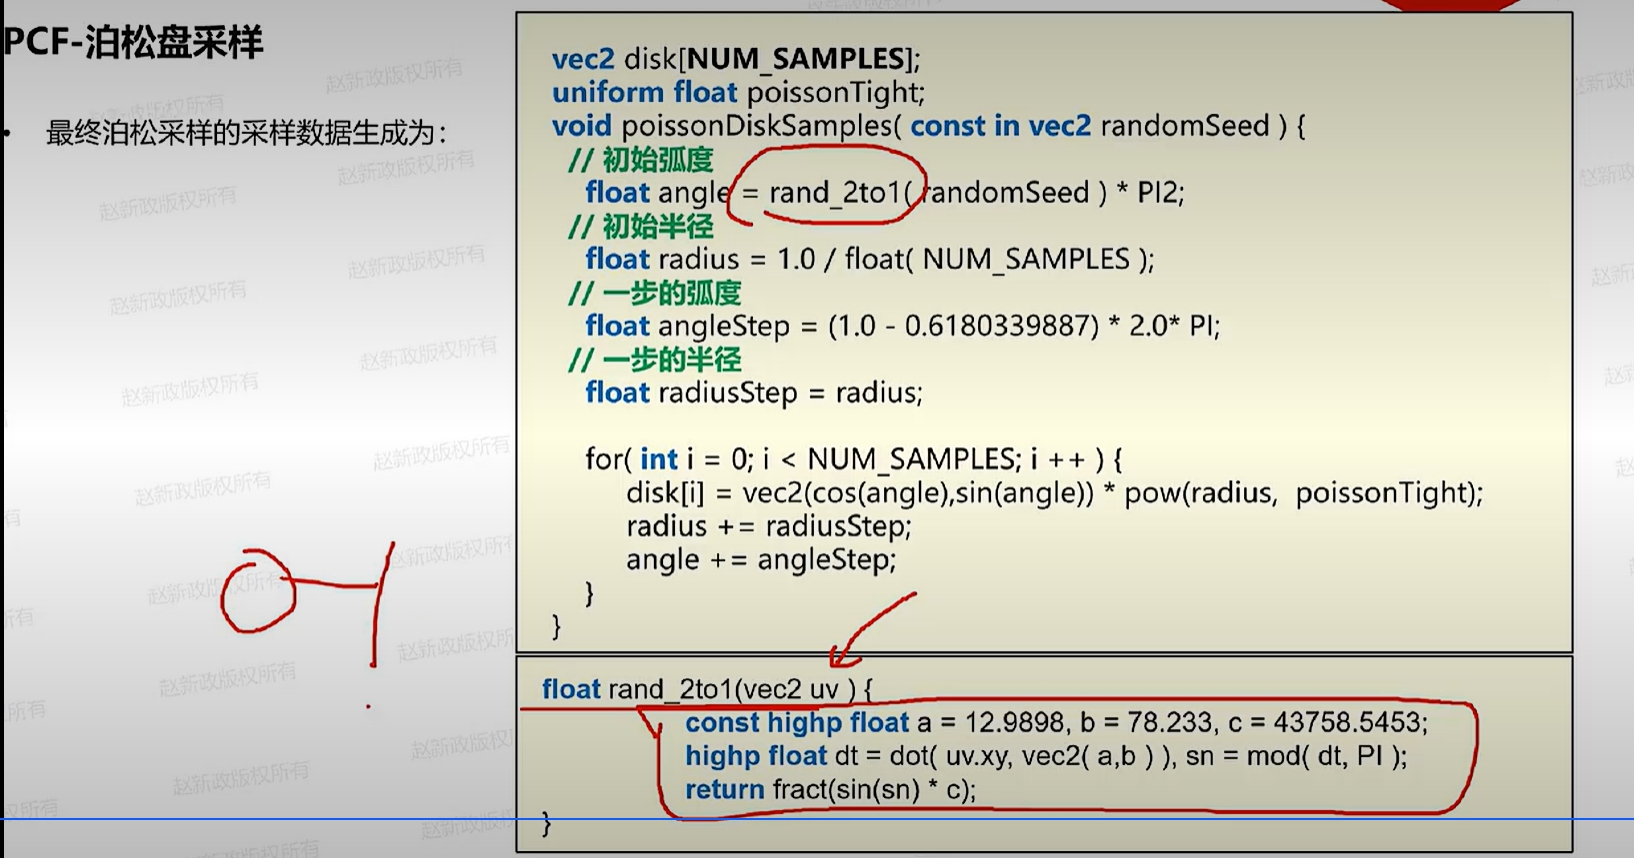 PCF-泊松盘采样
• 最终泊松采样的采样数据生成为：
vec2 disk[NUM_SAMPLES];
uniform float poissonTight;
void poissonDiskSamples( const in vec2 randomSeed ) {
// 初始弧度
float angle = rand_2to1( randomSeed ) * PI2;
// 初始半径
float radius = 1.0 / float( NUM_SAMPLES );
// 一步的弧度
float angleStep = (1.0 - 0.6180339887) * 2.0* PI;
// 一步的半径
float radiusStep = radius;
for( int i = 0; i < NUM_SAMPLES; i ++ ) {
disk[i] = vec2(cos(angle),sin(angle)) * pow(radius, poissonTight);
radius += radiusStep;
angle += angleStep;
}
}
float rand_2to1(vec2 uv ) {
const highp float a = 12.9898, b = 78.233, c = 43758.5453;
highp float dt = dot( uv.xy, vec2( a,b ) ), sn = mod( dt, PI );
return fract(sin(sn) * c);
}
赵新政版权所有